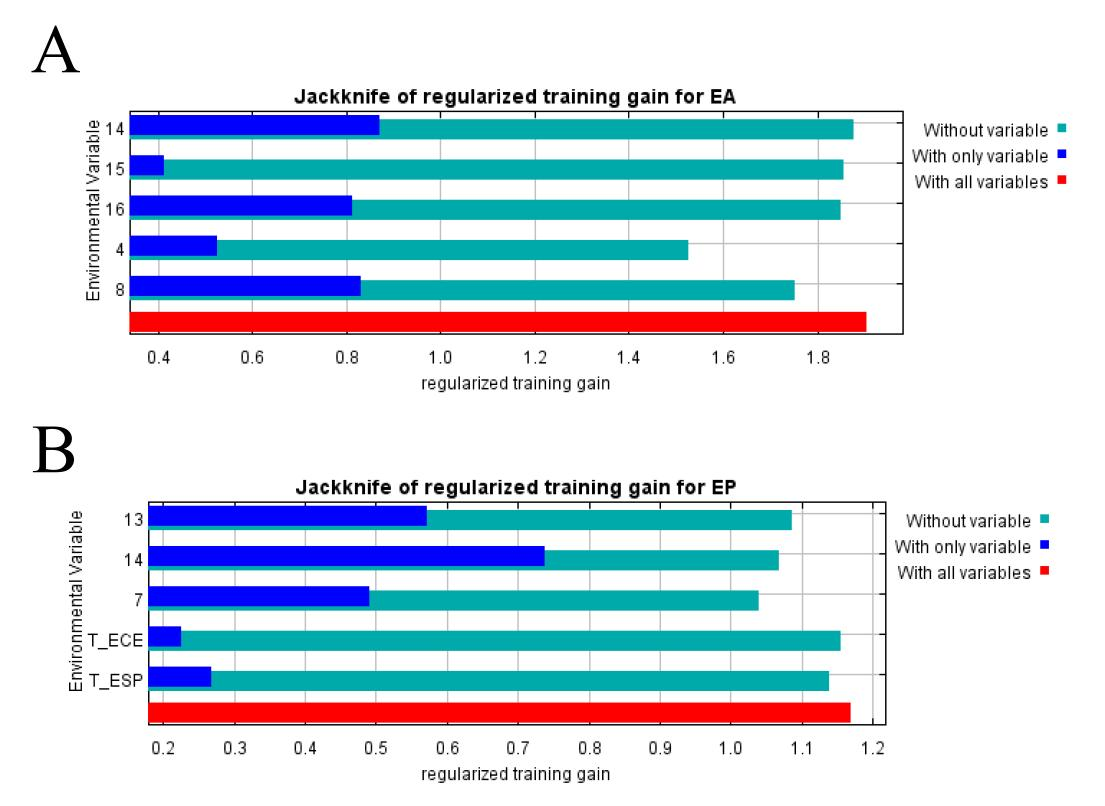 A
Jackknife of regularized training gain for EA
Environmental Variable
14
15
16
4
8
Without variable
With only variable
With all variables
0.4 0.6 0.8 1.0 1.2 1.4 1.6 1.8
regularized training gain
B
Jackknife of regularized training gain for EP
Environmental Variable
13
14
7
T_ECE
T_ESP
Without variable
With only variable
With all variables
0.2 0.3 0.4 0.5 0.6 0.7 0.8 0.9 1.0 1.1 1.2
regularized training gain